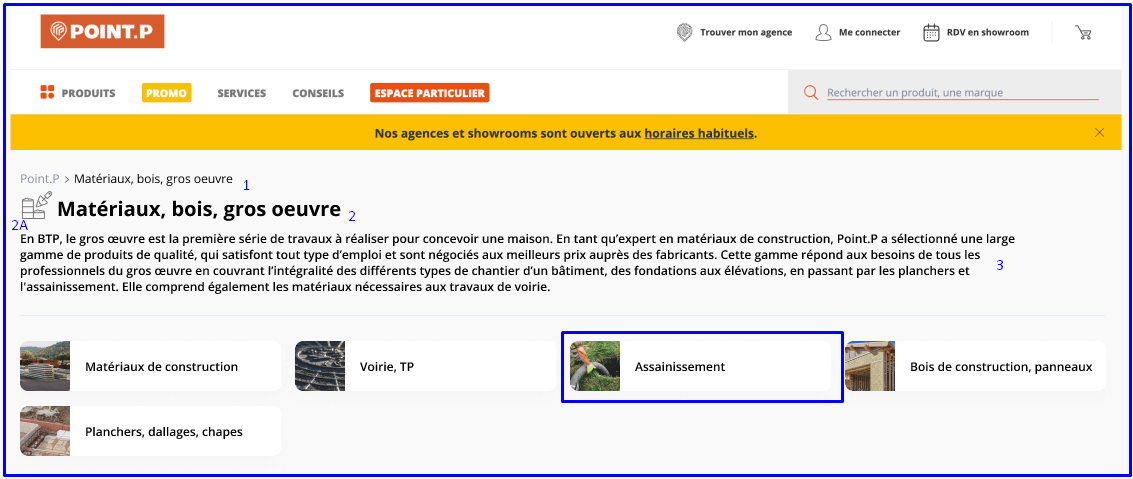 POINT.P
Trouver mon agence
Me connecter
RDV en showroom
PRODUITS
PROMO
SERVICES
CONSEILS
ESPACE PARTICULIER
Rechercher un produit, une marque
Nos agences et showrooms sont ouverts aux horaires habituels.
Point.P > Matériaux, bois, gros oeuvre
1
Matériaux, bois, gros oeuvre
2
2A
En BTP, le gros œuvre est la première série de travaux à réaliser pour concevoir une maison. En tant qu’expert en matériaux de construction, Point.P a sélectionné une large
gamme de produits de qualité, qui satisfont tout type d’emploi et sont négociés aux meilleurs prix auprès des fabricants. Cette gamme répond aux besoins de tous les
professionnels du gros œuvre en couvrant l’intégralité des différents types de chantier d’un bâtiment, des fondations aux élévations, en passant par les planchers et
l'assainissement. Elle comprend également les matériaux nécessaires aux travaux de voirie.
3
Matériaux de construction
Voirie, TP
Assainissement
Bois de construction, panneaux
Planchers, dallages, chapes